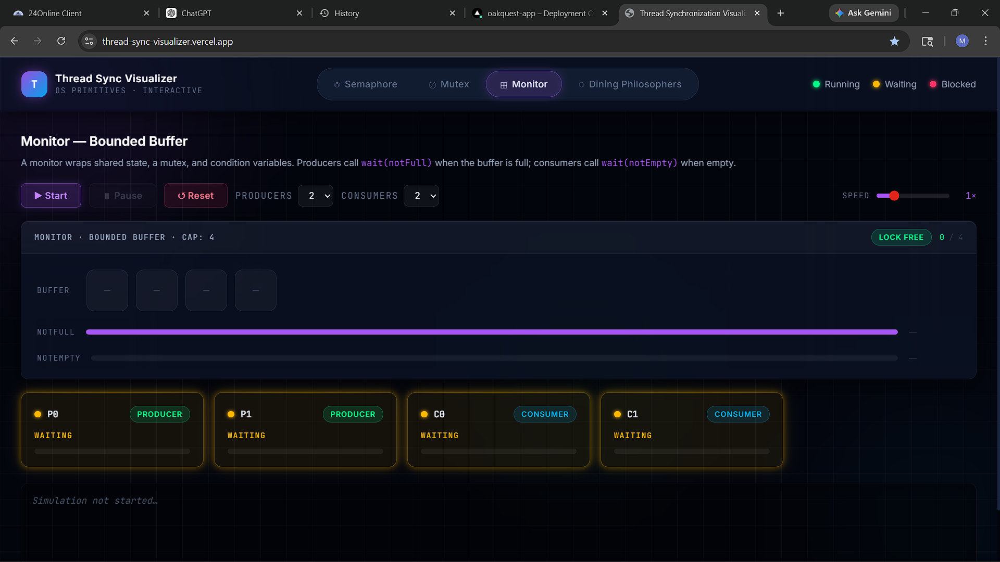 24Online Client
ChatGPT
History
oakquest-app – Deployment
Thread Synchronization Visuali
Ask Gemini
thread-sync-visualizer.vercel.app
M
T
Thread Sync Visualizer
OS PRIMITIVES · INTERACTIVE
Semaphore
Mutex
Monitor
Dining Philosophers
Running
Waiting
Blocked
Monitor — Bounded Buffer
A monitor wraps shared state, a mutex, and condition variables. Producers call wait(notFull) when the buffer is full; consumers call wait(notEmpty) when empty.
▶ Start
⏸ Pause
↺ Reset
PRODUCERS
2
CONSUMERS
2
SPEED
1×
MONITOR · BOUNDED BUFFER · CAP: 4
LOCK FREE
0 / 4
BUFFER
—
—
—
—
NOTFULL
—
NOTEMPTY
—
P0
PRODUCER
WAITING
P1
PRODUCER
WAITING
C0
CONSUMER
WAITING
C1
CONSUMER
WAITING
Simulation not started…